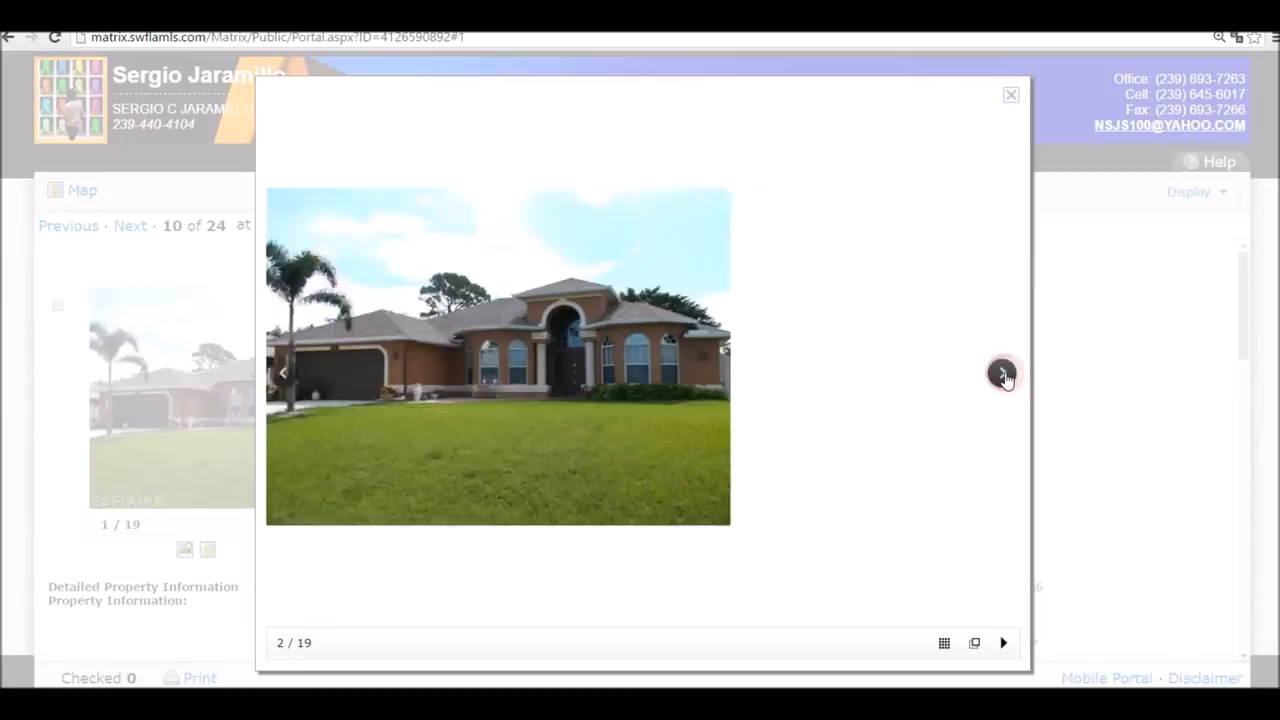 matrix.swflamls.com/Matrix/Public/Portal.aspx?ID=4126590892#1
Sergio Jaramillo
SERGIO C JARAMILLO
239-440-4104
Office: (239) 693-7263
Cell: (239) 645-6017
Fax: (239) 693-7266
NSJS100@YAHOO.COM
Help
Map
Display
Previous · Next · 10 of 24 at
1 / 19
Detailed Property Information
Property Information:
2 / 19
Checked 0
Print
Mobile Portal · Disclaimer